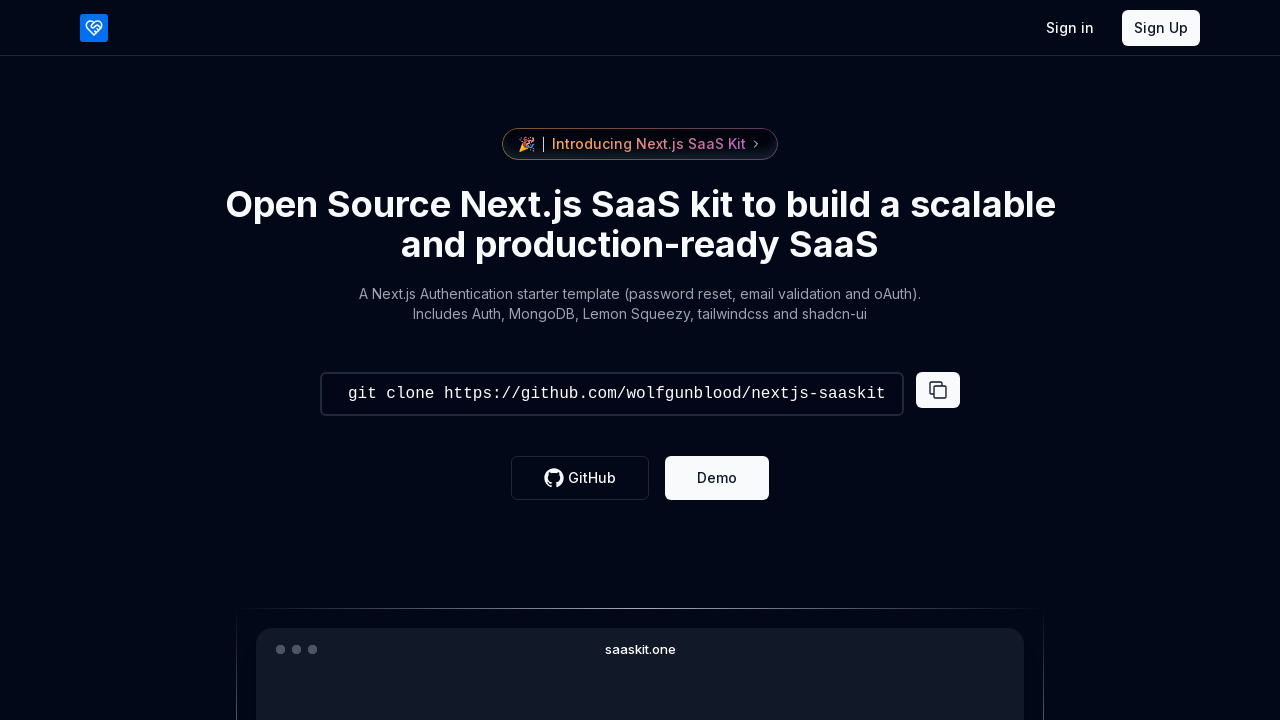 Sign in
Sign Up
🎉 | Introducing Next.js SaaS Kit
Open Source Next.js SaaS kit to build a scalable
and production-ready SaaS
A Next.js Authentication starter template (password reset, email validation and oAuth).
Includes Auth, MongoDB, Lemon Squeezy, tailwindcss and shadcn-ui
git clone https://github.com/wolfgunblood/nextjs-saaskit
GitHub
Demo
saaskit.one